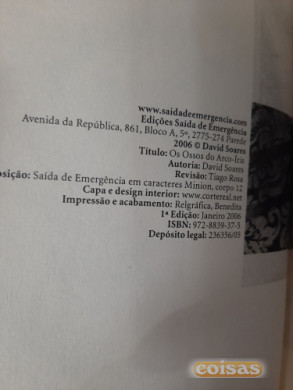 www.saidadeemergencia.com
Edições Saída de Emergência
Avenida da República, 861, Bloco A, 5º, 2775-274 Parede
2006 © David Soares
Título: Os Ossos do Arco-Íris
Autoria: David Soares
Revisão: Tiago Rosa
osição: Saída de Emergência em caracteres Minion, corpo 12
Capa e design interior: www.cortereal.net
Impressão e acabamento: Relgráfica, Benedita
1ª Edição: Janeiro 2006
ISBN: 972-8839-37-5
Depósito legal: 236356/05
coisas